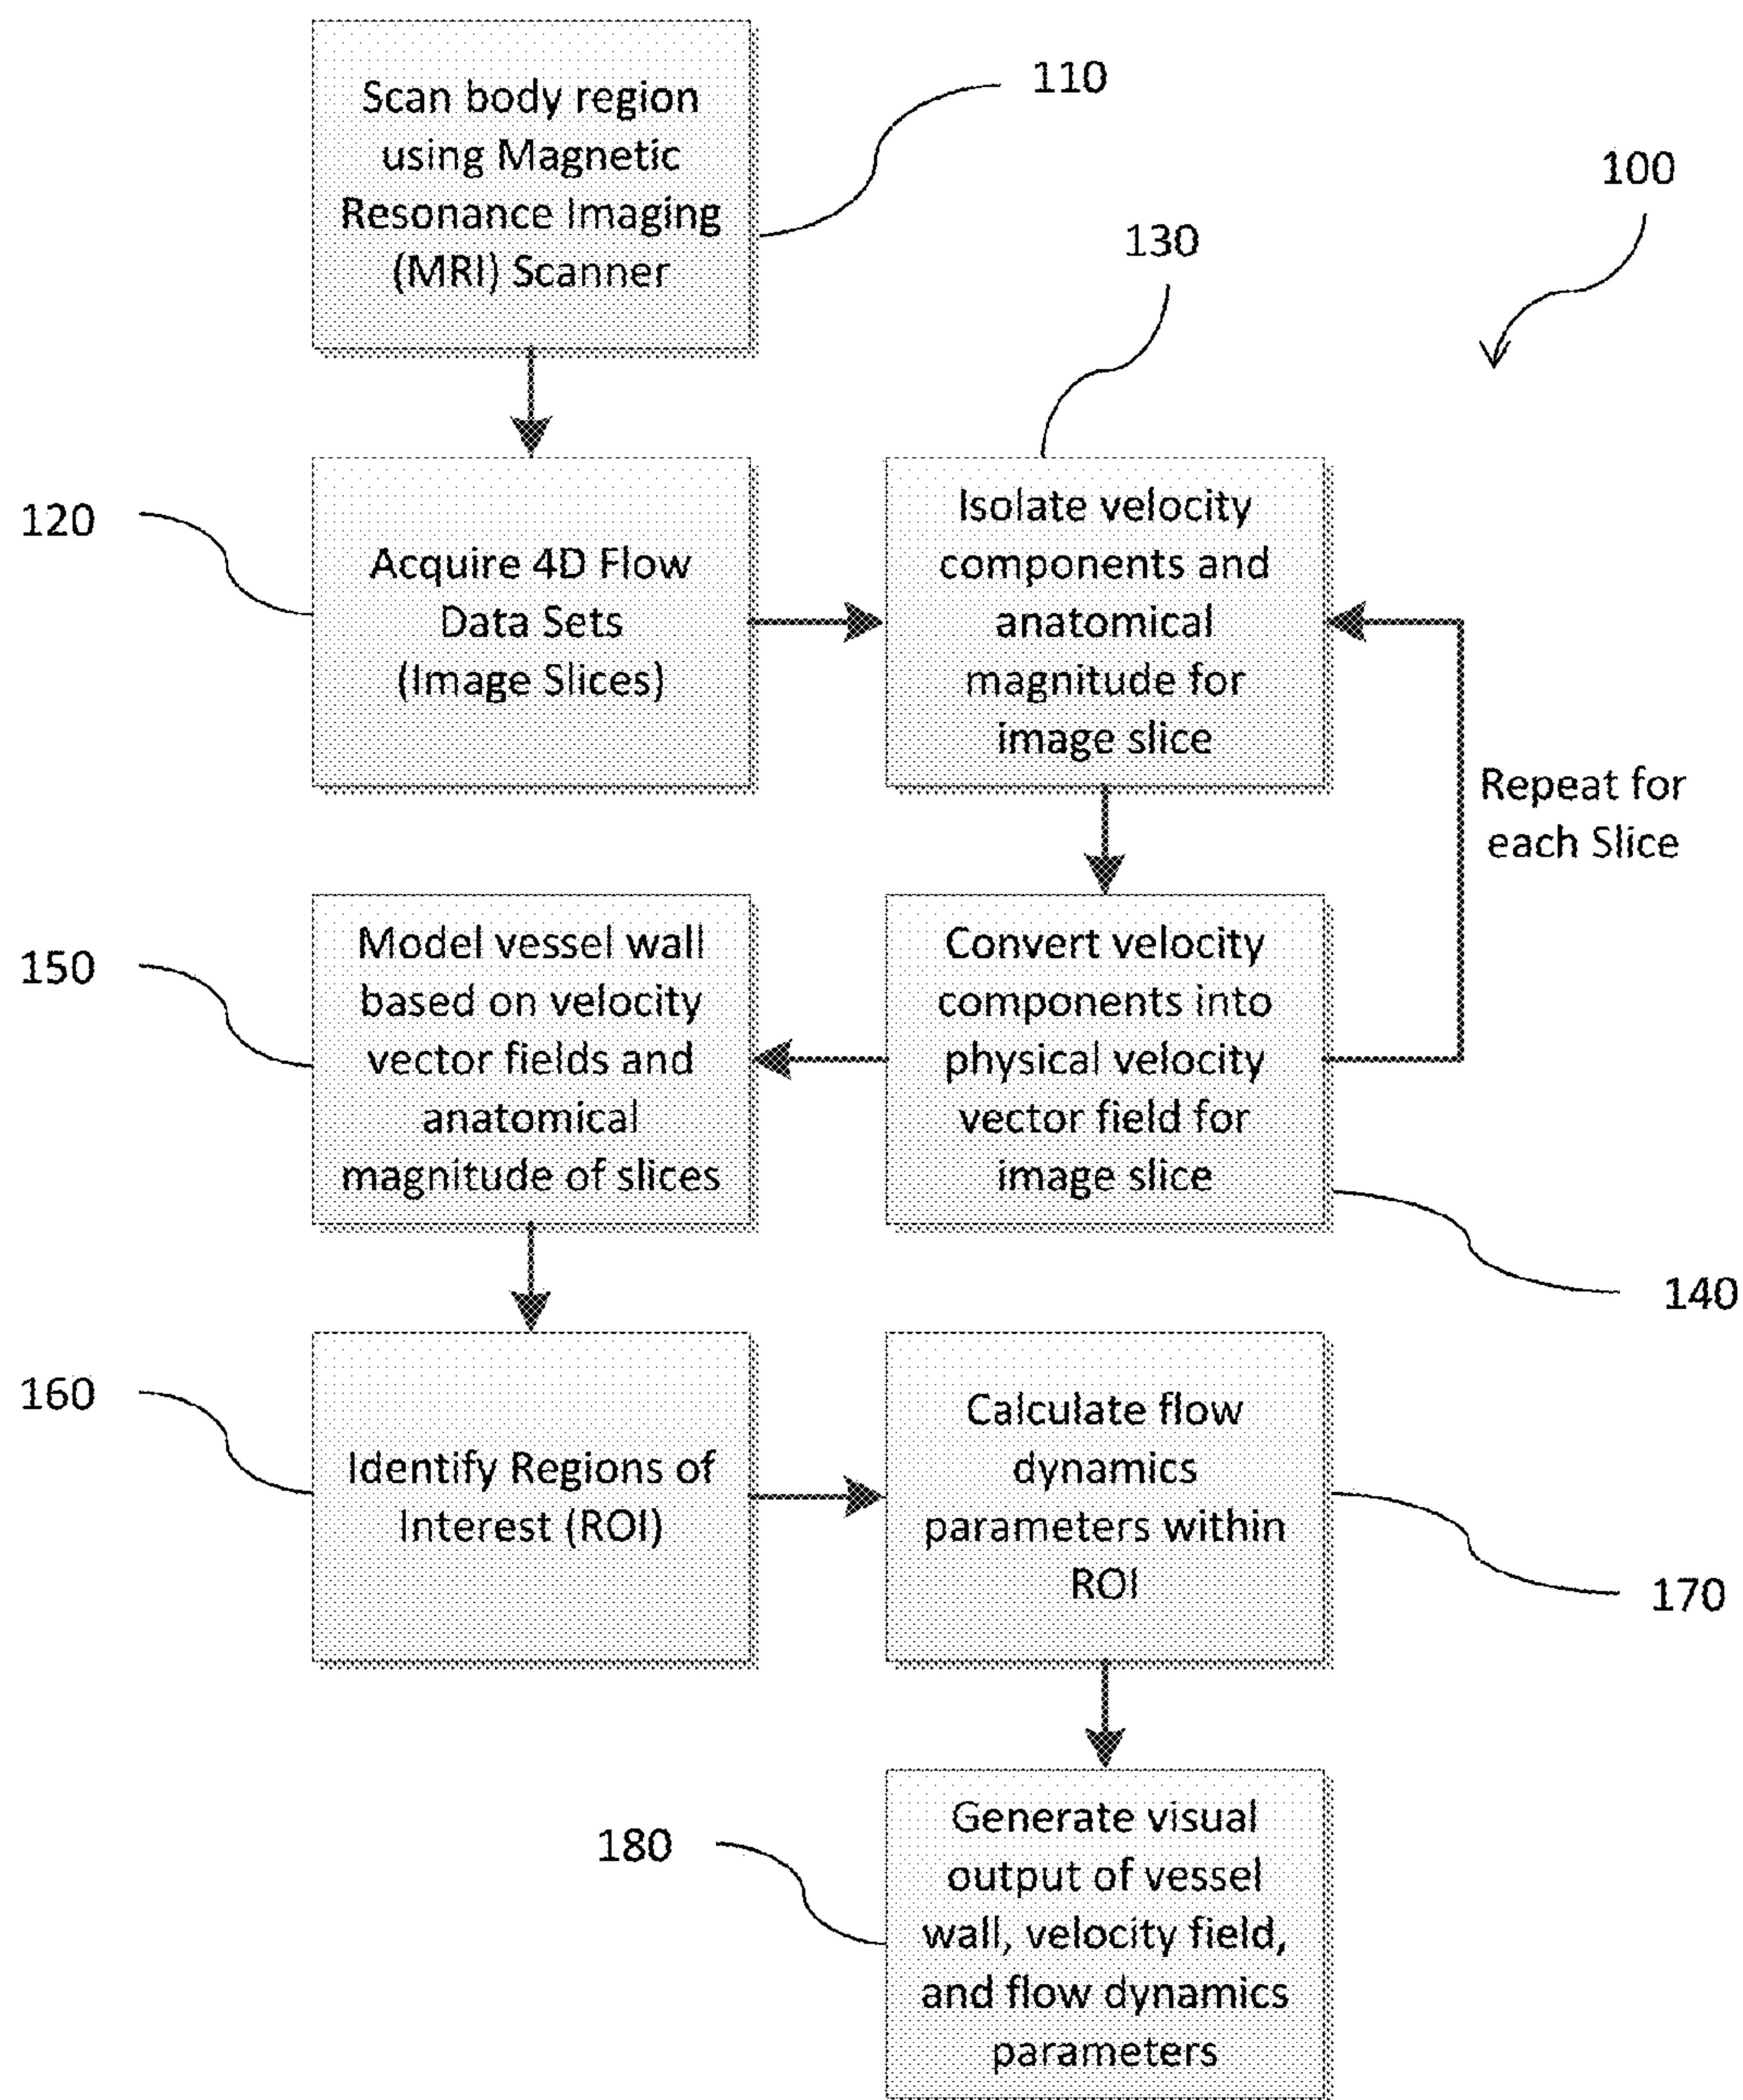 Scan body region
using Magnetic
Resonance Imaging
(MRI) Scanner
110
100
130
120
Acquire 4D Flow
Data Sets
(Image Slices)
Isolate velocity
components and
anatomical
magnitude for
image slice
Repeat for
each Slice
150
Model vessel wall
based on velocity
vector fields and
anatomical
magnitude of slices
Convert velocity
components into
physical velocity
vector field for
image slice
140
160
Identify Regions of
Interest (ROI)
Calculate flow
dynamics
parameters within
ROI
170
180
Generate visual
output of vessel
wall, velocity field,
and flow dynamics
parameters